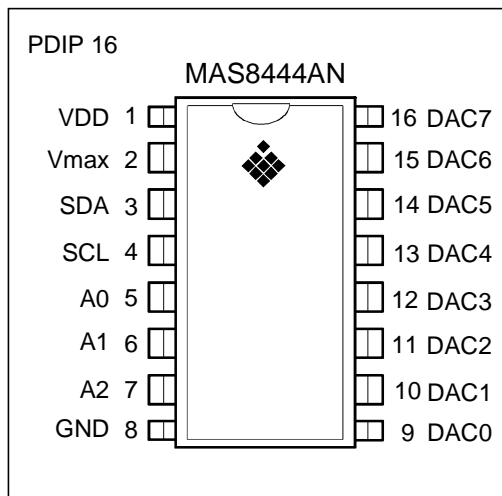 PDIP 16
MAS8444AN
VDD 1 16 DAC7
Vmax 2 15 DAC6
SDA 3 14 DAC5
SCL 4 13 DAC4
A0 5 12 DAC3
A1 6 11 DAC2
A2 7 10 DAC1
GND 8 9 DAC0